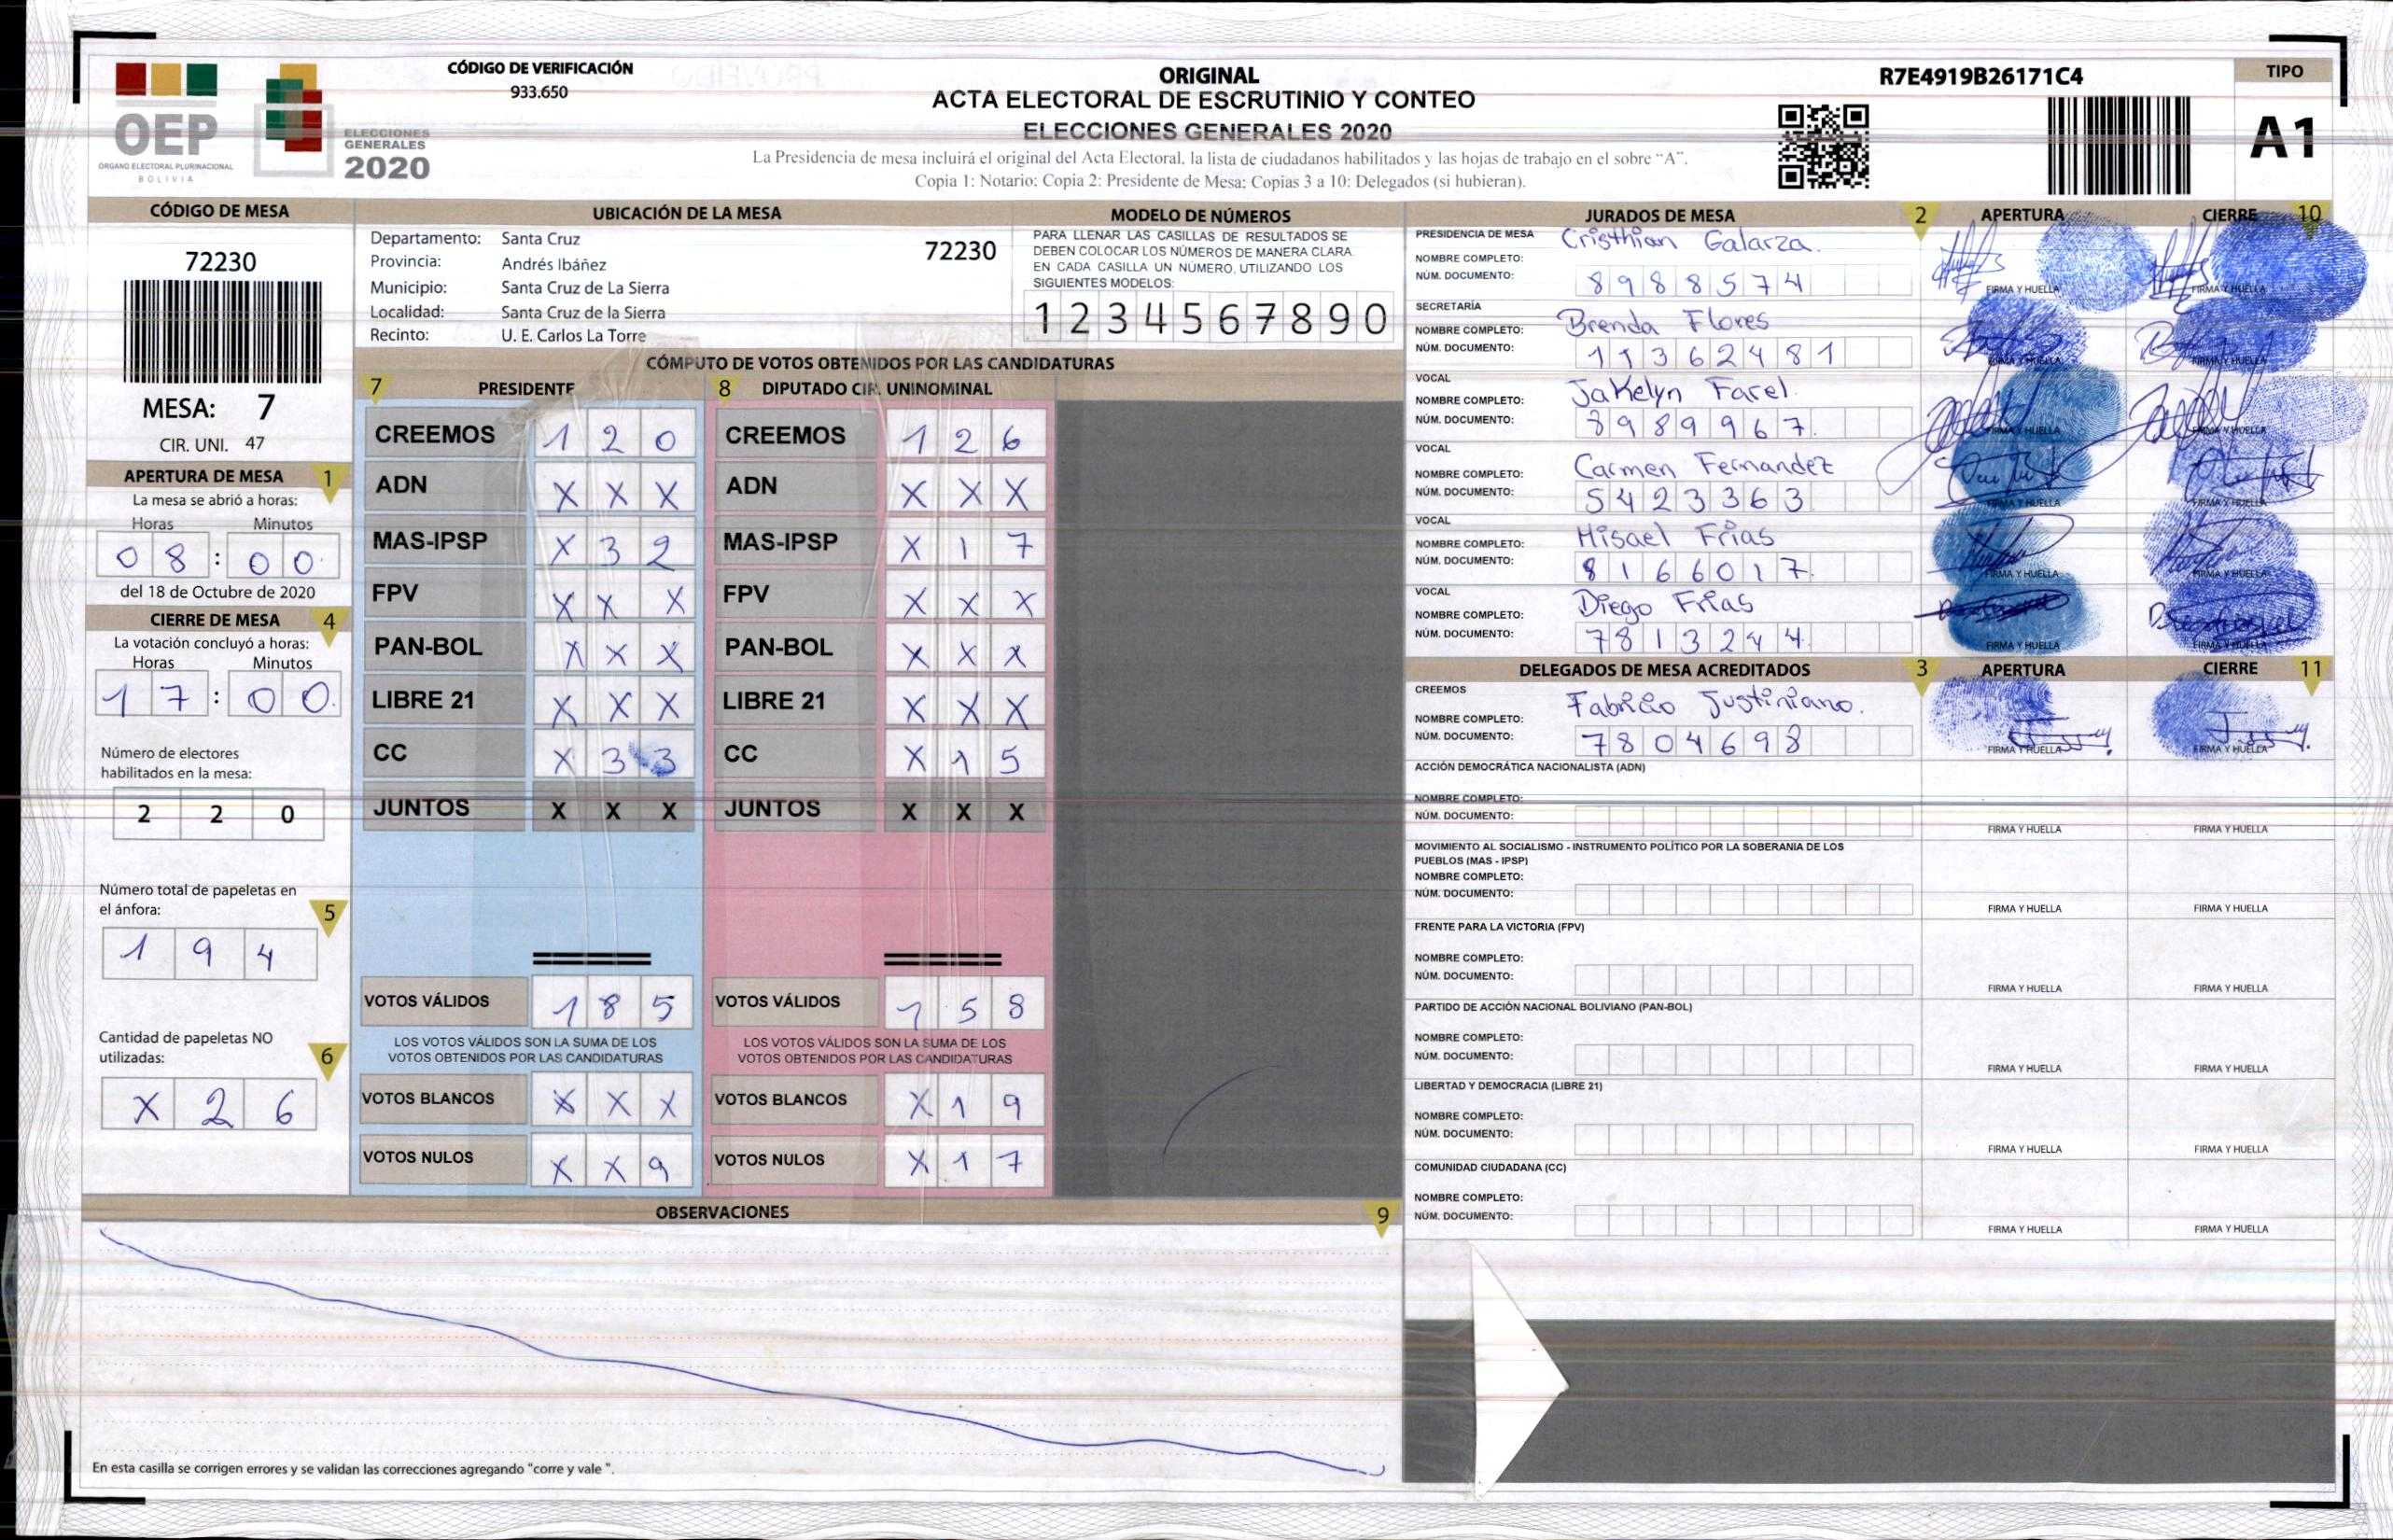 CÓDIGO DE VERIFICACIÓN
933.650
OEP
ÓRGANO ELECTORAL PLURINACIONAL
BOLIVIA
ELECCIONES
GENERALES
2020
ORIGINAL
ACTA ELECTORAL DE ESCRUTINIO Y CONTEO
ELECCIONES GENERALES 2020
La Presidencia de mesa incluirá el original del Acta Electoral, la lista de ciudadanos habilitados y las hojas de trabajo en el sobre "A".
Copia 1: Notario; Copia 2: Presidente de Mesa; Copias 3 a 10: Delegados (si hubieran).
R7E4919B26171C4
TIPO
A1
CÓDIGO DE MESA
72230
MESA: 7
CIR. UNI. 47
APERTURA DE MESA 1
La mesa se abrió a horas:
Horas Minutos
0 8 : 0 0
del 18 de Octubre de 2020
CIERRE DE MESA 4
La votación concluyó a horas:
Horas Minutos
1 7 : 0 0
Número de electores
habilitados en la mesa:
2 2 0
Número total de papeletas en
el ánfora: 5
1 9 4
Cantidad de papeletas NO
utilizadas: 6
X 2 6
UBICACIÓN DE LA MESA
Departamento: Santa Cruz
72230
Provincia: Andrés Ibáñez
Municipio: Santa Cruz de La Sierra
Localidad: Santa Cruz de la Sierra
Recinto: U. E. Carlos La Torre
MODELO DE NÚMEROS
PARA LLENAR LAS CASILLAS DE RESULTADOS SE
DEBEN COLOCAR LOS NÚMEROS DE MANERA CLARA
EN CADA CASILLA UN NÚMERO, UTILIZANDO LOS
SIGUIENTES MODELOS:
1 2 3 4 5 6 7 8 9 0
CÓMPUTO DE VOTOS OBTENIDOS POR LAS CANDIDATURAS
7 PRESIDENTE 8 DIPUTADO CIR. UNINOMINAL
CREEMOS 1 2 0 CREEMOS 1 2 6
ADN X X X ADN X X X
MAS-IPSP X 3 2 MAS-IPSP X 1 7
FPV X X X FPV X X X
PAN-BOL X X X PAN-BOL X X X
LIBRE 21 X X X LIBRE 21 X X X
CC X 3 3 CC X 1 5
JUNTOS X X X JUNTOS X X X
VOTOS VÁLIDOS 1 8 5 VOTOS VÁLIDOS 1 5 8
LOS VOTOS VÁLIDOS SON LA SUMA DE LOS LOS VOTOS VÁLIDOS SON LA SUMA DE LOS
VOTOS OBTENIDOS POR LAS CANDIDATURAS VOTOS OBTENIDOS POR LAS CANDIDATURAS
VOTOS BLANCOS X X X VOTOS BLANCOS X 1 9
VOTOS NULOS X X 9 VOTOS NULOS X 1 7
OBSERVACIONES 9
En esta casilla se corrigen errores y se validan las correcciones agregando "corre y vale ".
JURADOS DE MESA 2 APERTURA CIERRE 10
PRESIDENCIA DE MESA
NOMBRE COMPLETO: Cristhian Galarza.
NÚM. DOCUMENTO: 8988574
FIRMA Y HUELLA FIRMA Y HUELLA
SECRETARÍA
NOMBRE COMPLETO: Brenda Flores
NÚM. DOCUMENTO: 11362481
FIRMA Y HUELLA FIRMA Y HUELLA
VOCAL
NOMBRE COMPLETO: Jakelyn Farel.
NÚM. DOCUMENTO: 8989967.
FIRMA Y HUELLA FIRMA Y HUELLA
VOCAL
NOMBRE COMPLETO: Carmen Fernandez
NÚM. DOCUMENTO: 5423363
FIRMA Y HUELLA FIRMA Y HUELLA
VOCAL
NOMBRE COMPLETO: Misael Frias
NÚM. DOCUMENTO: 8166017.
FIRMA Y HUELLA FIRMA Y HUELLA
VOCAL
NOMBRE COMPLETO: Diego Frias
NÚM. DOCUMENTO: 7813244.
FIRMA Y HUELLA FIRMA Y HUELLA
DELEGADOS DE MESA ACREDITADOS 3 APERTURA CIERRE 11
CREEMOS
NOMBRE COMPLETO: Fabricio Justiniano.
NÚM. DOCUMENTO: 7804698
FIRMA Y HUELLA FIRMA Y HUELLA
ACCIÓN DEMOCRÁTICA NACIONALISTA (ADN)
NOMBRE COMPLETO:
NÚM. DOCUMENTO:
FIRMA Y HUELLA FIRMA Y HUELLA
MOVIMIENTO AL SOCIALISMO - INSTRUMENTO POLÍTICO POR LA SOBERANIA DE LOS
PUEBLOS (MAS - IPSP)
NOMBRE COMPLETO:
NÚM. DOCUMENTO:
FIRMA Y HUELLA FIRMA Y HUELLA
FRENTE PARA LA VICTORIA (FPV)
NOMBRE COMPLETO:
NÚM. DOCUMENTO:
FIRMA Y HUELLA FIRMA Y HUELLA
PARTIDO DE ACCIÓN NACIONAL BOLIVIANO (PAN-BOL)
NOMBRE COMPLETO:
NÚM. DOCUMENTO:
FIRMA Y HUELLA FIRMA Y HUELLA
LIBERTAD Y DEMOCRACIA (LIBRE 21)
NOMBRE COMPLETO:
NÚM. DOCUMENTO:
FIRMA Y HUELLA FIRMA Y HUELLA
COMUNIDAD CIUDADANA (CC)
NOMBRE COMPLETO:
NÚM. DOCUMENTO:
FIRMA Y HUELLA FIRMA Y HUELLA